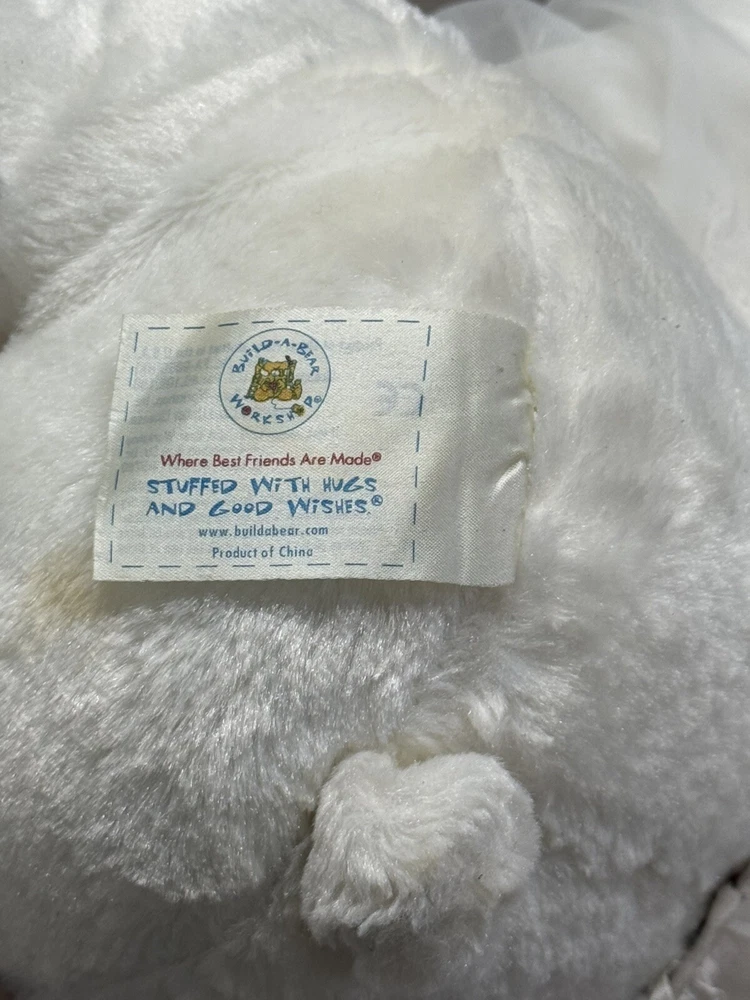 BUILD-A-BEAR
WORKSHOP®
Where Best Friends Are Made®
STUFFED WITH HUGS
AND GOOD WISHES.®
www.buildabear.com
Product of China
CE